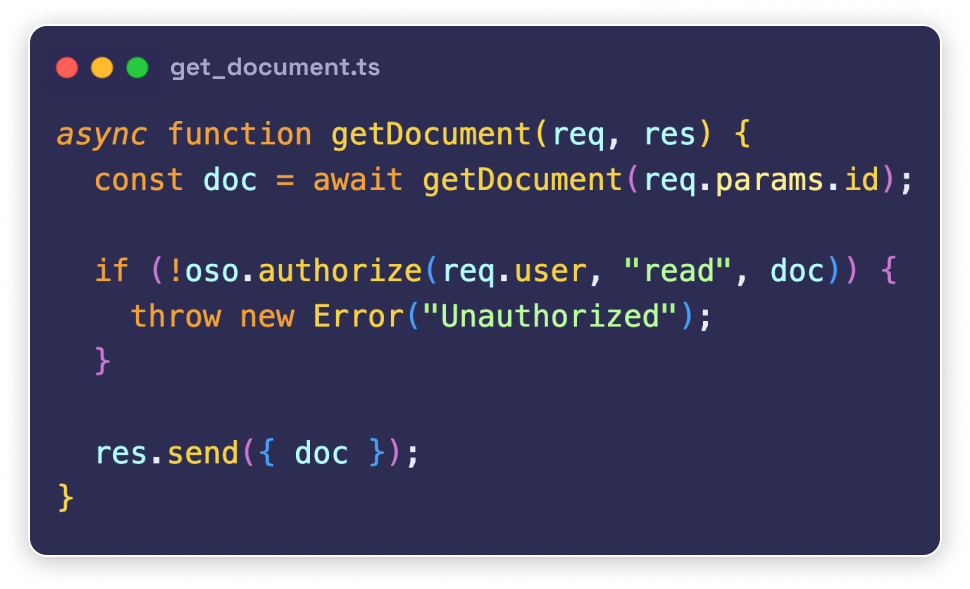 get_document.ts
async function getDocument(req, res) {
  const doc = await getDocument(req.params.id);
  if (!oso.authorize(req.user, "read", doc)) {
    throw new Error("Unauthorized");
  }
  res.send({ doc });
}